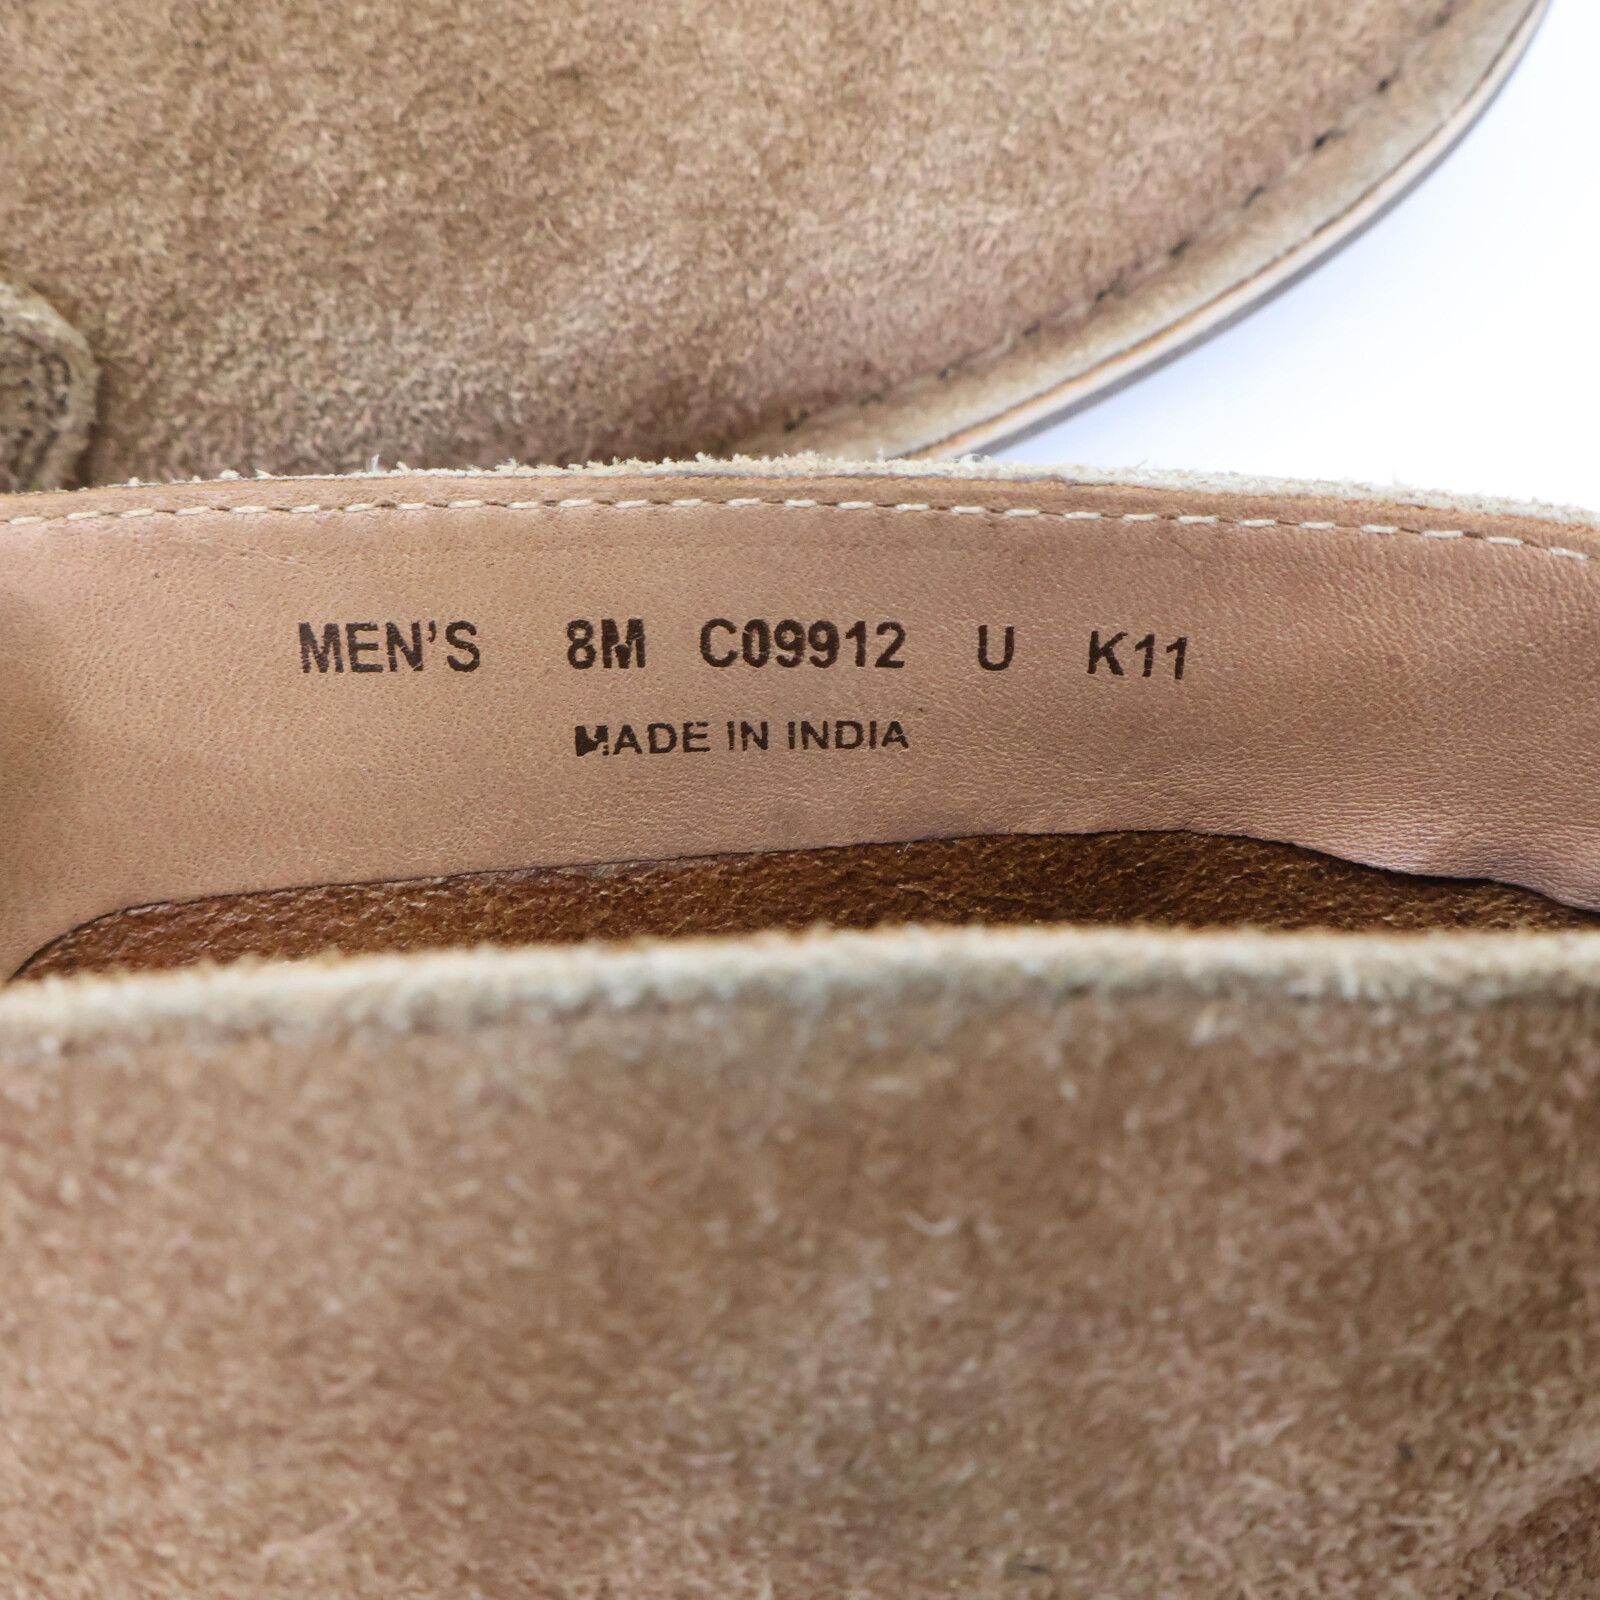 MEN'S 8M C09912 U K11
MADE IN INDIA